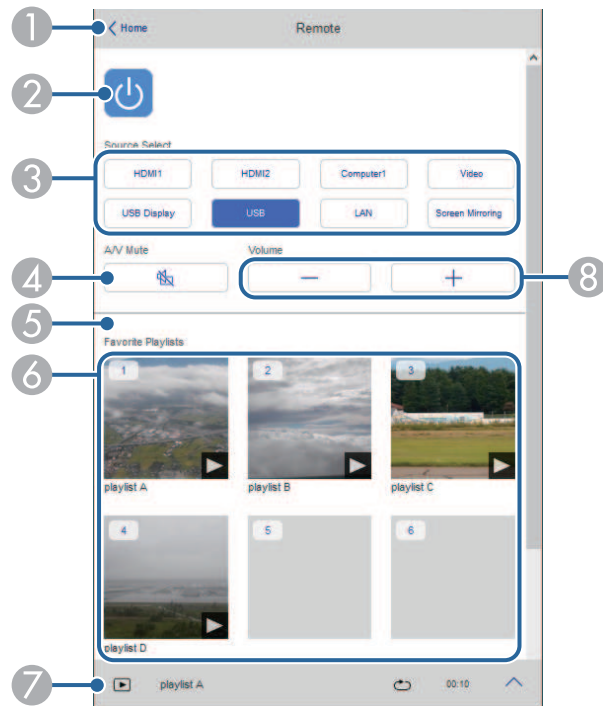 1 Home Remote
2
Source Select
3 HDMI1 HDMI2 Computer1 Video
USB Display USB LAN Screen Mirroring
A/V Mute Volume
4 8
5
Favorite Playlists
6
1 2 3
playlist A playlist B playlist C
4 5 6
playlist D
7 playlist A 00:10